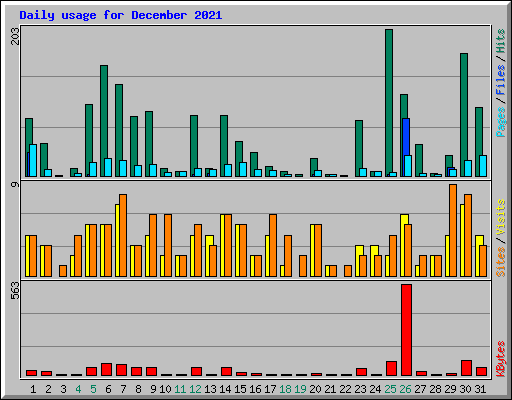 Daily usage for December 2021
203
9
563
Pages / Files / Hits
Sites / Visits
KBytes
1 2 3 4 5 6 7 8 9 10 11 12 13 14 15 16 17 18 19 20 21 22 23 24 25 26 27 28 29 30 31